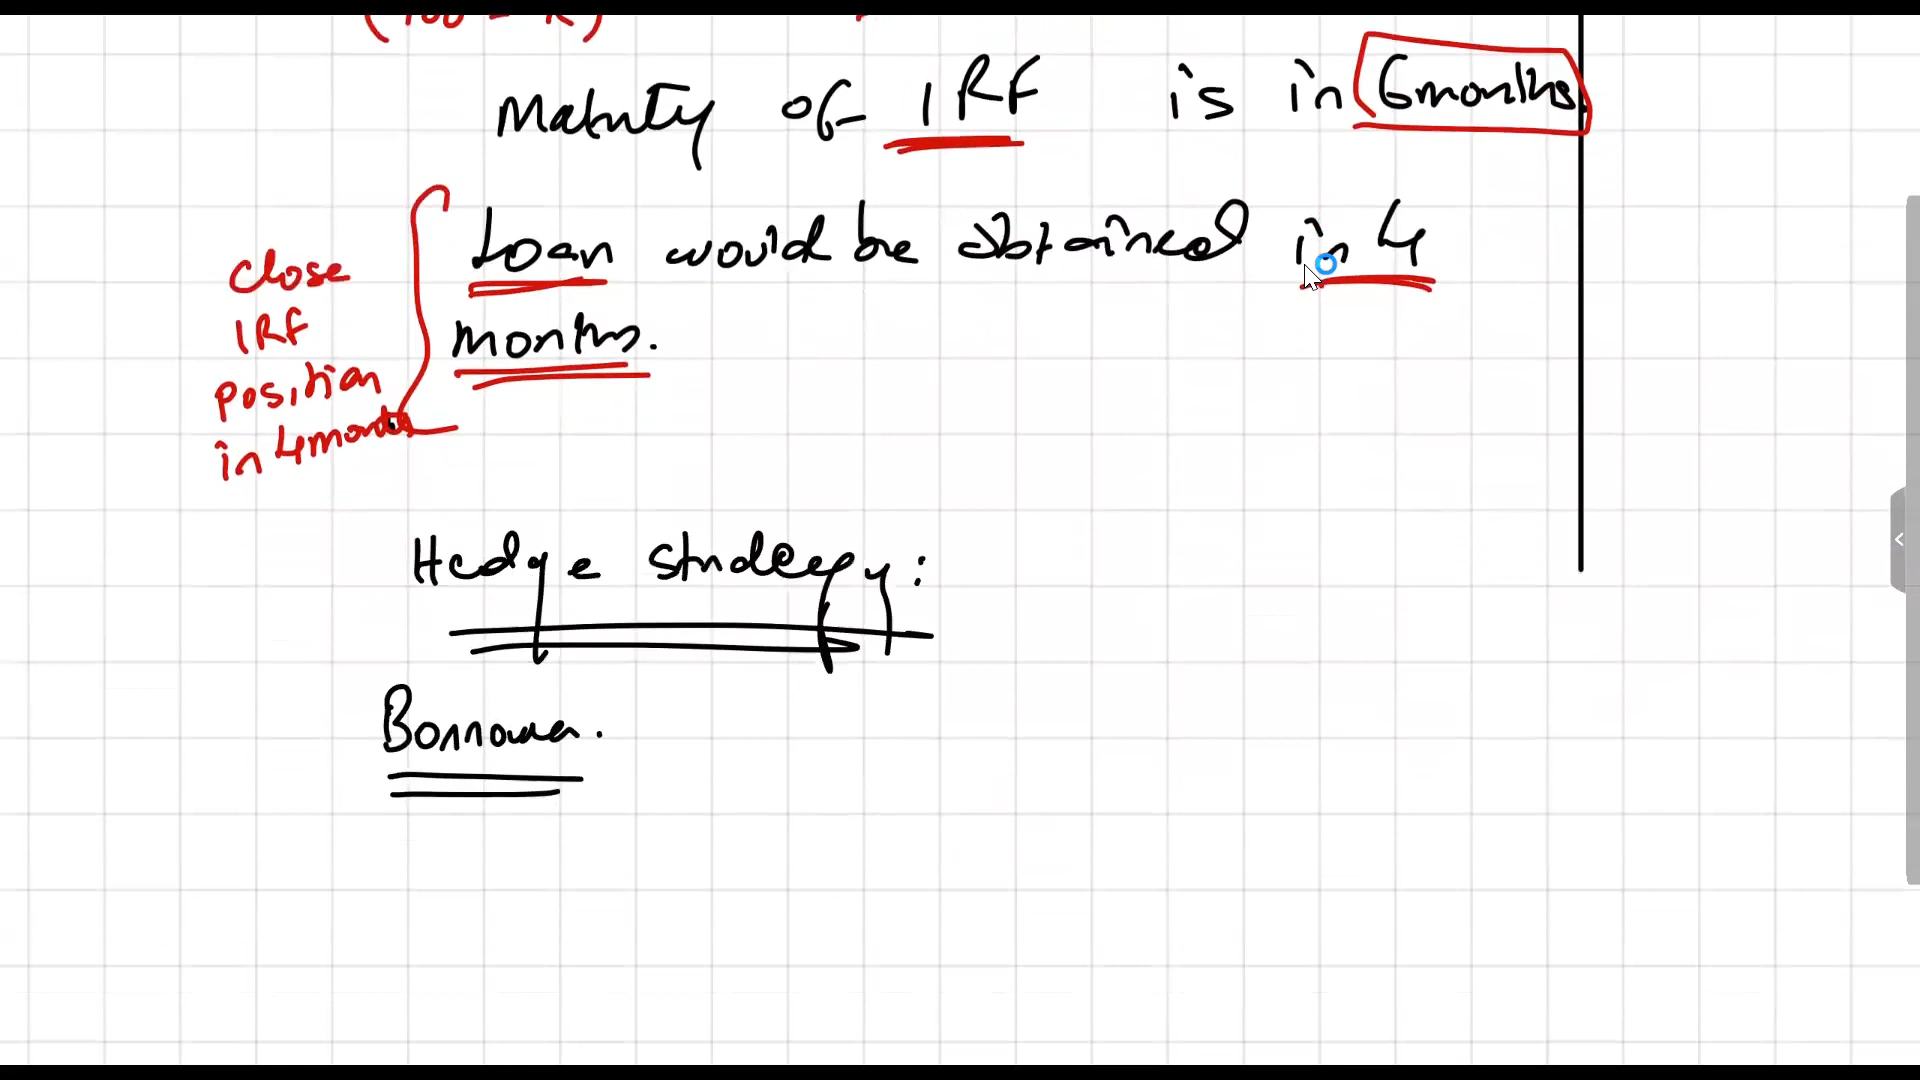 (100 - R)
Maturity of IRF is in 6months
Loan would be obtained in 4
months.
close
IRF
position
in 4months
Hedge strategy:
Borrower.